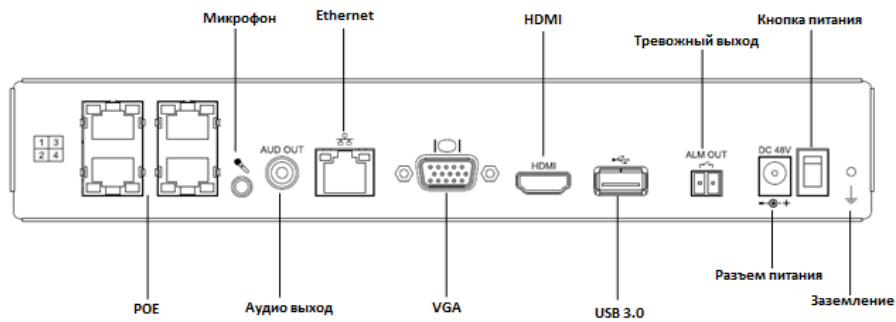 Микрофон
Ethernet
HDMI
Тревожный выход
Кнопка питания
1 3
2 4
AUD OUT
HDMI
ALM OUT
DC 48V
POE
Аудио выход
VGA
USB 3.0
Разъем питания
Заземление